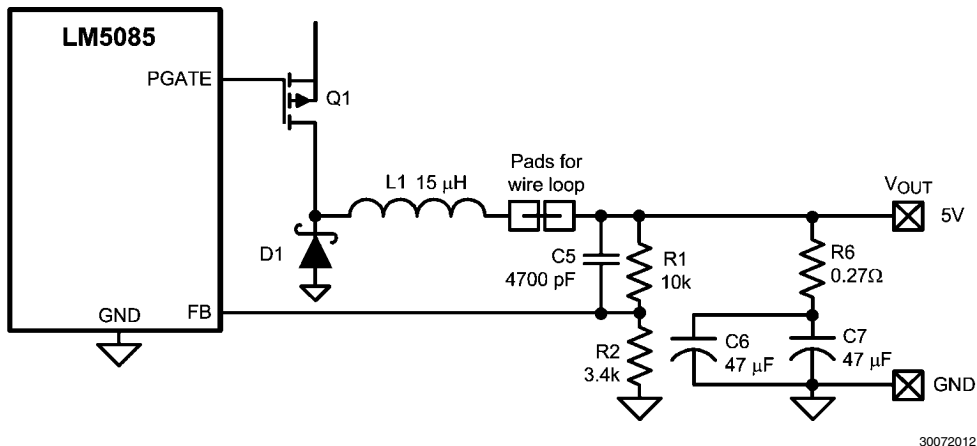 LM5085
PGATE
Q1
Pads for
wire loop
L1 15 μH
VOUT
5V
D1
C5
4700 pF
R1
10k
R6
0.27Ω
GND
FB
R2
3.4k
C6
47 μF
C7
47 μF
GND
30072012